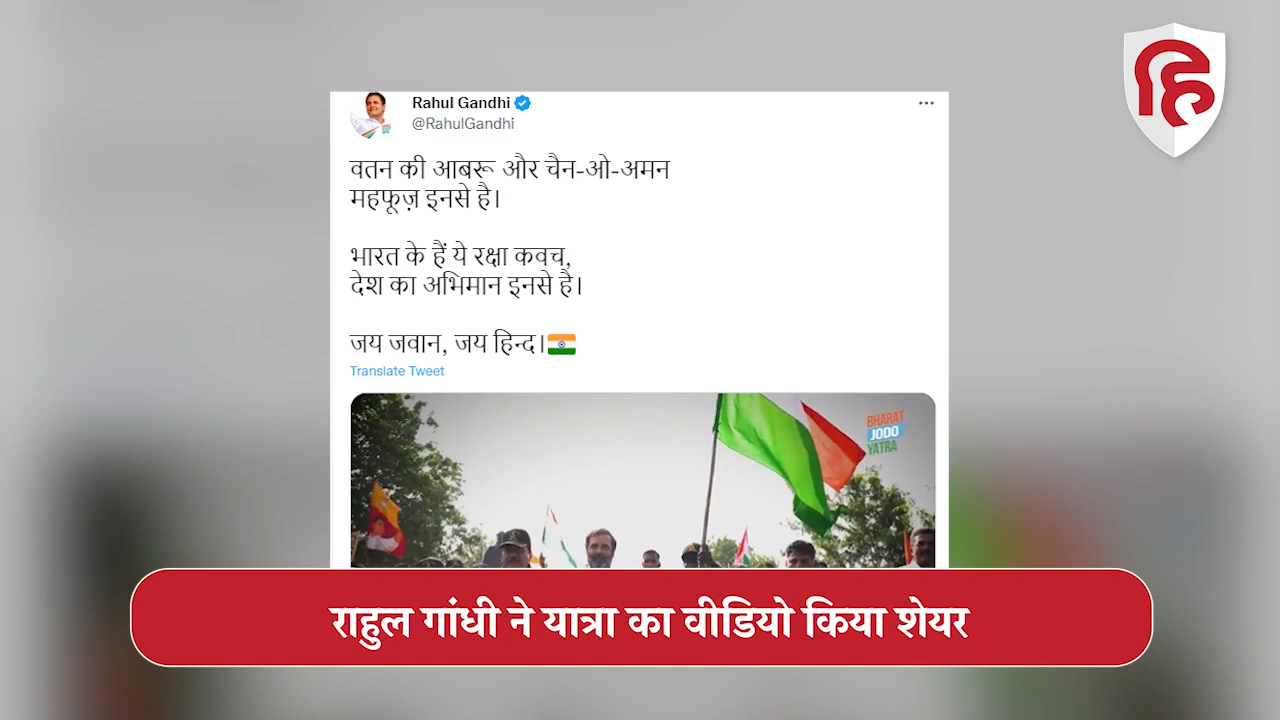 Rahul Gandhi
@RahulGandhi
वतन की आबरू और चैन-ओ-अमन
महफूज़ इनसे है।
भारत के हैं ये रक्षा कवच,
देश का अभिमान इनसे है।
जय जवान, जय हिन्द।
Translate Tweet
BHARAT
JODO
YATRA
राहुल गांधी ने यात्रा का वीडियो किया शेयर